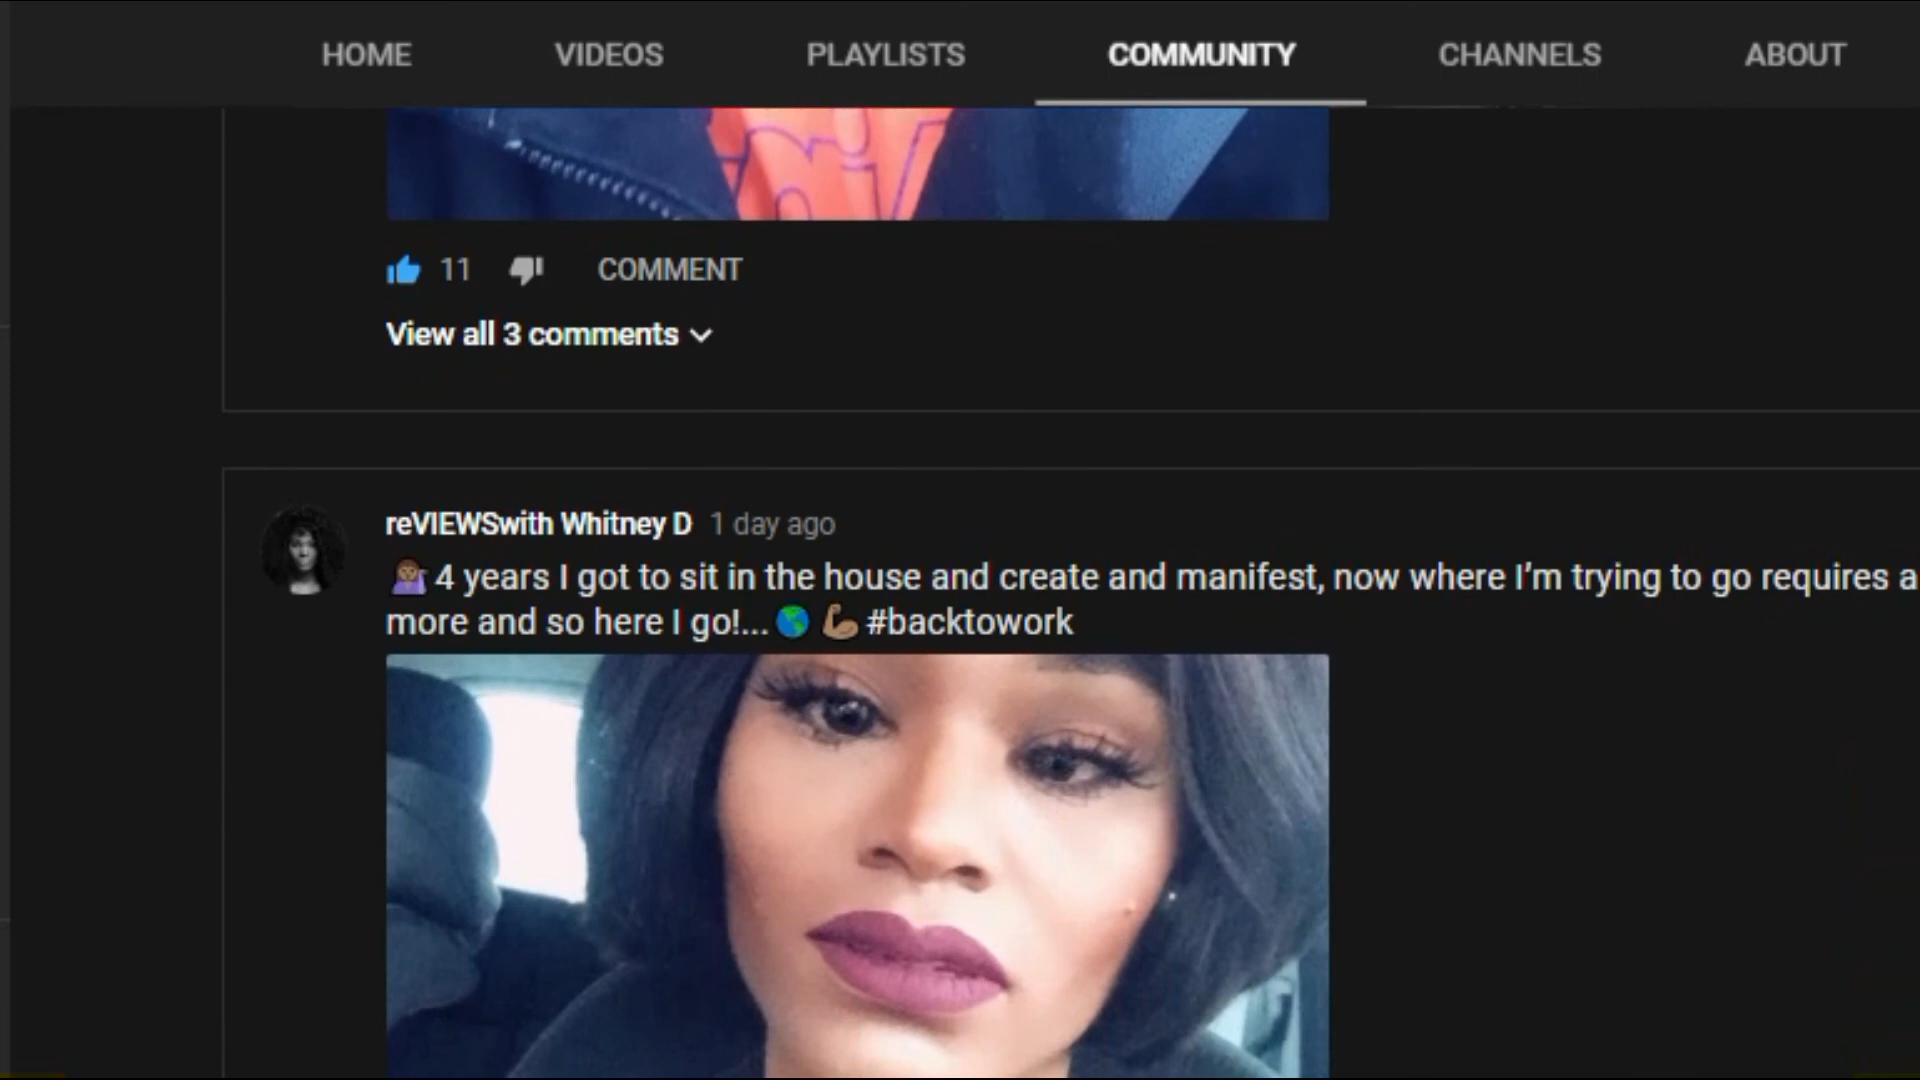 HOME VIDEOS PLAYLISTS COMMUNITY CHANNELS ABOUT
11 COMMENT
View all 3 comments
reVIEWSwith Whitney D 1 day ago
4 years I got to sit in the house and create and manifest, now where I’m trying to go requires a
more and so here I go!... #backtowork